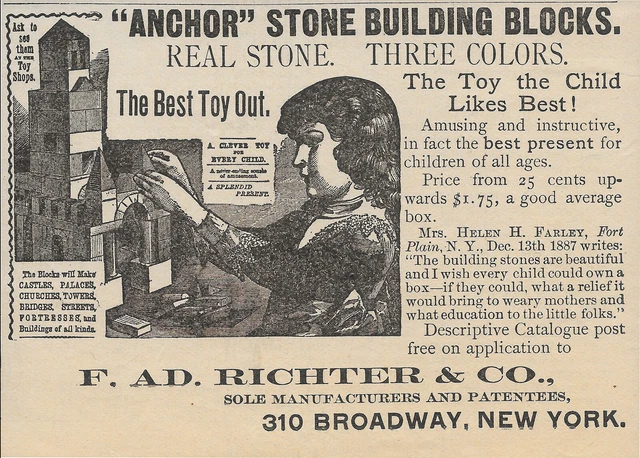 "ANCHOR" STONE BUILDING BLOCKS.
REAL STONE. THREE COLORS.
Ask to
see
them
AT THE
Toy
Shops.
The Best Toy Out.
A CLEVER TOY
FOR
EVERY CHILD.
A never-ending source
of amusement.
A SPLENDID
PRESENT.
The Blocks will Make
CASTLES, PALACES,
CHURCHES, TOWERS,
BRIDGES, STREETS,
FORTRESSES, and
Buildings of all kinds.
The Toy the Child
Likes Best!
Amusing and instructive,
in fact the best present for
children of all ages.
Price from 25 cents up-
wards $1.75, a good average
box.
Mrs. HELEN H. FARLEY, Fort
Plain, N. Y., Dec. 13th 1887 writes:
"The building stones are beautiful
and I wish every child could own a
box—if they could, what a relief it
would bring to weary mothers and
what education to the little folks."
Descriptive Catalogue post
free on application to
F. AD. RICHTER & CO.,
SOLE MANUFACTURERS AND PATENTEES,
310 BROADWAY, NEW YORK.